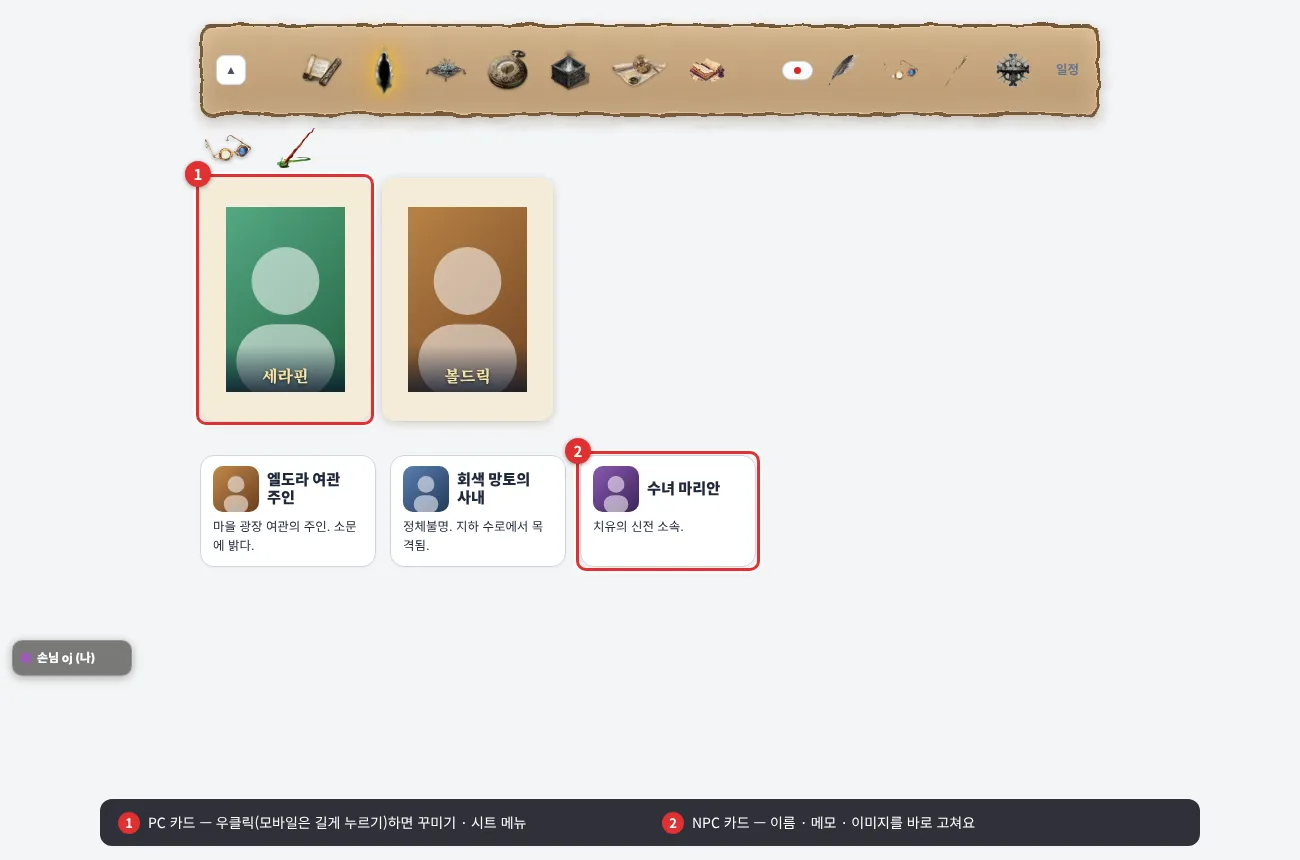 ▲
일정
1
세라핀
볼드릭
2
엘도라 여관
주인
마을 광장 여관의 주인. 소문
에 밝다.
회색 망토의
사내
정체불명. 지하 수로에서 목
격됨.
수녀 마리안
치유의 신전 소속.
손님 oj (나)
1 PC 카드 — 우클릭(모바일은 길게 누르기)하면 꾸미기 · 시트 메뉴
2 NPC 카드 — 이름 · 메모 · 이미지를 바로 고쳐요